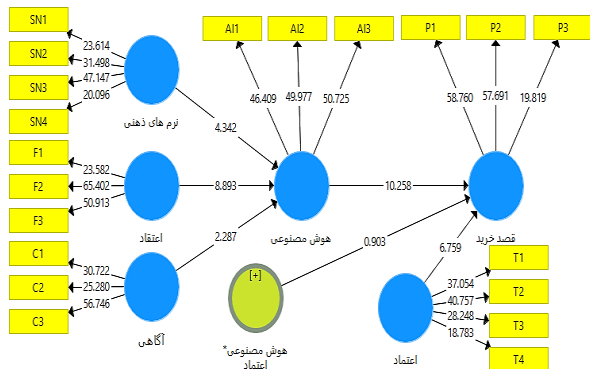 SN1
SN2
SN3
SN4
23.614
31.498
47.147
20.096
نرم های ذهنی
F1
F2
F3
23.582
65.402
50.913
اعتقاد
C1
C2
C3
30.722
25.280
56.746
آگاهی
4.342
8.893
2.287
AI1
AI2
AI3
46.409
49.977
50.725
هوش مصنوعی
10.258
P1
P2
P3
58.760
57.691
19.819
قصد خرید
0.903
6.759
[+]
هوش مصنوعی*
اعتماد
T1
T2
T3
T4
37.054
40.757
28.248
18.783
اعتماد